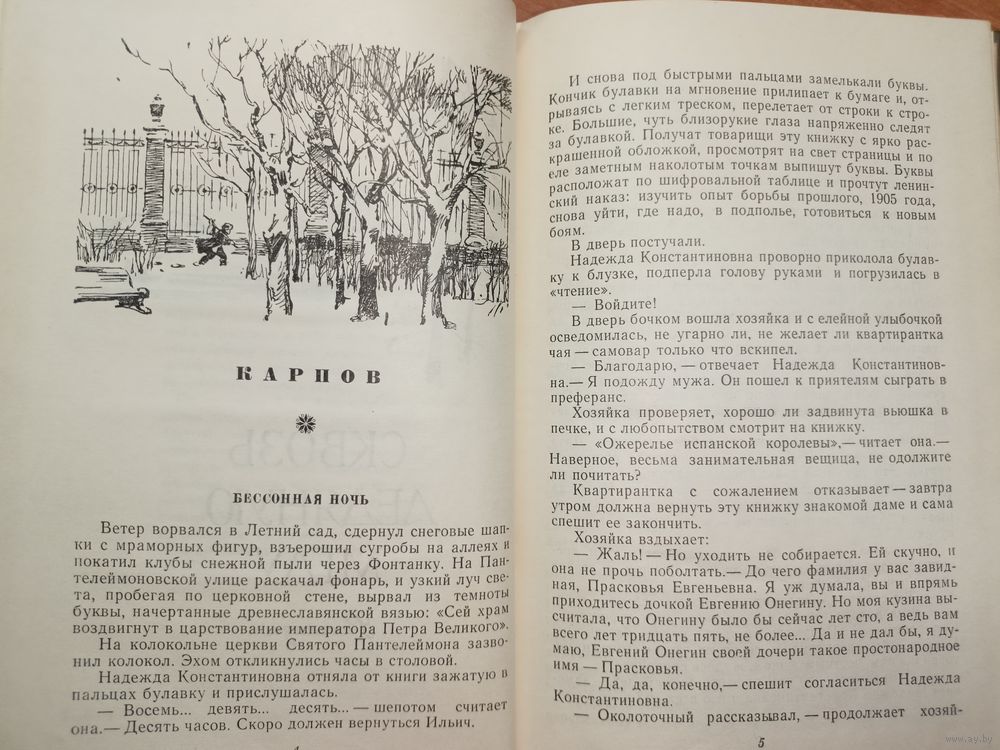 КАРПОВ
БЕССОННАЯ НОЧЬ
Ветер ворвался в Летний сад, сдернул снеговые шап-
ки с мраморных фигур, взъерошил сугробы на аллеях и
покатил клубы снежной пыли через Фонтанку. На Пан-
телеймоновской улице раскачал фонарь, и узкий луч све-
та, пробегая по церковной стене, вырвал из темноты
буквы, начертанные древнеславянской вязью: «Сей храм
воздвигнут в царствование императора Петра Великого».
На колокольне церкви Святого Пантелеймона зазво-
нил колокол. Эхом откликнулись часы в столовой.
Надежда Константиновна отняла от книги зажатую в
пальцах булавку и прислушалась.
— Восемь... девять... десять... — шепотом считает
она.— Десять часов. Скоро должен вернуться Ильич.
И снова под быстрыми пальцами замелькали буквы.
Кончик булавки на мгновение прилипает к бумаге и, от-
рываясь с легким треском, перелетает от строки к стро-
ке. Большие, чуть близорукие глаза напряженно следят
за булавкой. Получат товарищи эту книжку с ярко рас-
крашенной обложкой, просмотрят на свет страницы и по
еле заметным наколотым точкам выпишут буквы. Буквы
расположат по шифровальной таблице и прочтут ленин-
ский наказ: изучить опыт борьбы прошлого, 1905 года,
снова уйти, где надо, в подполье, готовиться к новым
боям.
В дверь постучали.
Надежда Константиновна проворно приколола булав-
ку к блузке, подперла голову руками и погрузилась в
«чтение».
— Войдите!
В дверь бочком вошла хозяйка и с елейной улыбочкой
осведомилась, не угарно ли, не желает ли квартирантка
чая — самовар только что вскипел.
— Благодарю, — отвечает Надежда Константинов-
на.— Я подожду мужа. Он пошел к приятелям сыграть в
преферанс.
Хозяйка проверяет, хорошо ли задвинута вьюшка в
печке, и с любопытством смотрит на книжку.
— «Ожерелье испанской королевы»,— читает она.—
Наверное, весьма занимательная вещица, не одолжите
ли почитать?
Квартирантка с сожалением отказывает — завтра
утром должна вернуть эту книжку знакомой даме и сама
спешит ее закончить.
Хозяйка вздыхает:
— Жаль! — Но уходить не собирается. Ей скучно, и
она не прочь поболтать.— До чего фамилия у вас завид-
ная, Прасковья Евгеньевна. Я уж думала, вы и впрямь
приходитесь дочкой Евгению Онегину. Но моя кузина вы-
считала, что Онегину было бы сейчас лет сто, а ведь вам
всего лет тридцать пять, не более... Да и не дал бы, я ду-
маю, Евгений Онегин своей дочери такое простонародное
имя — Прасковья.
— Да, да, конечно,— спешит согласиться Надежда
Константиновна.
— Околоточный рассказывал, — продолжает хозяй-
5
www.ay.by